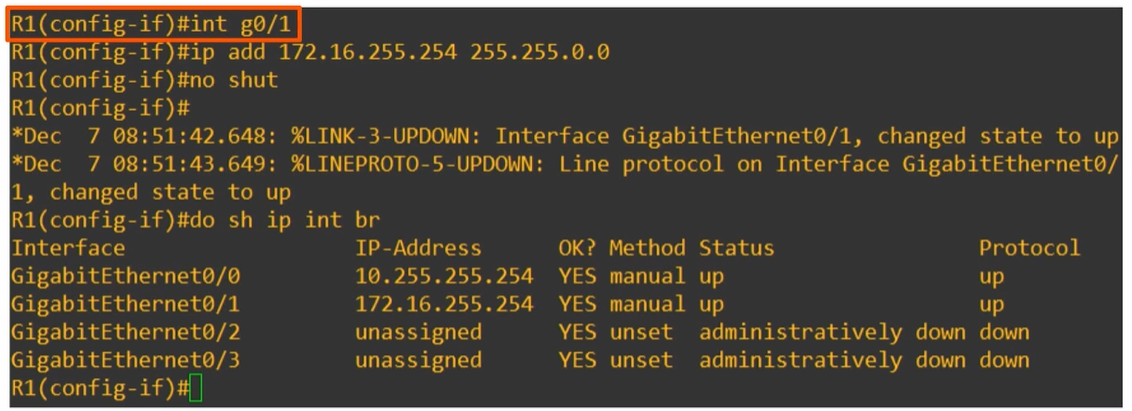 R1(config-if)#int g0/1
R1(config-if)#ip add 172.16.255.254 255.255.0.0
R1(config-if)#no shut
R1(config-if)#
*Dec  7 08:51:42.648: %LINK-3-UPDOWN: Interface GigabitEthernet0/1, changed state to up
*Dec  7 08:51:43.649: %LINEPROTO-5-UPDOWN: Line protocol on Interface GigabitEthernet0/
1, changed state to up
R1(config-if)#do sh ip int br
Interface                  IP-Address      OK? Method Status                Protocol
GigabitEthernet0/0         10.255.255.254  YES manual up                    up
GigabitEthernet0/1         172.16.255.254  YES manual up                    up
GigabitEthernet0/2         unassigned      YES unset  administratively down down
GigabitEthernet0/3         unassigned      YES unset  administratively down down
R1(config-if)#